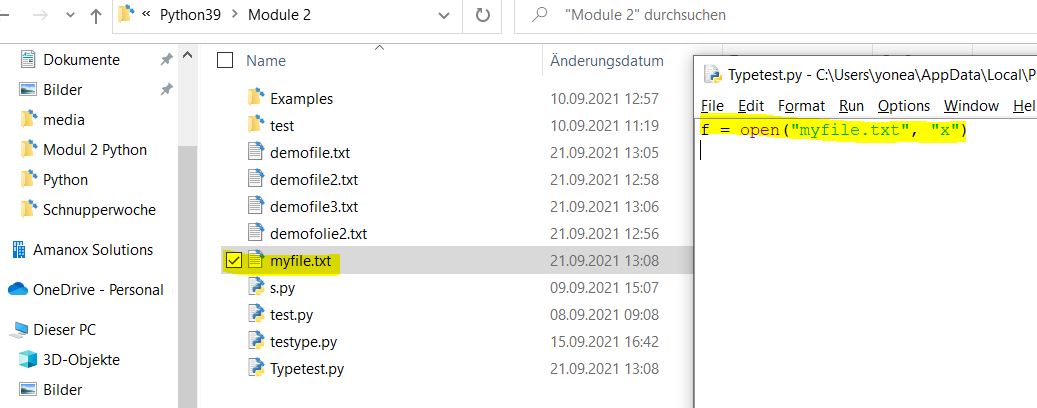 « Python39 > Module 2
"Module 2" durchsuchen
Dokumente
Bilder
media
Modul 2 Python
Python
Schnupperwoche
Amanox Solutions
OneDrive - Personal
Dieser PC
3D-Objekte
Bilder
Name Änderungsdatum
Examples 10.09.2021 12:57
test 10.09.2021 11:19
demofile.txt 21.09.2021 13:05
demofile2.txt 21.09.2021 12:58
demofile3.txt 21.09.2021 13:06
demofolie2.txt 21.09.2021 12:56
myfile.txt 21.09.2021 13:08
s.py 09.09.2021 15:07
test.py 08.09.2021 09:08
testype.py 15.09.2021 16:42
Typetest.py 21.09.2021 13:08
Typetest.py - C:\Users\yonea\AppData\Local\P
File Edit Format Run Options Window Hel
f = open("myfile.txt", "x")